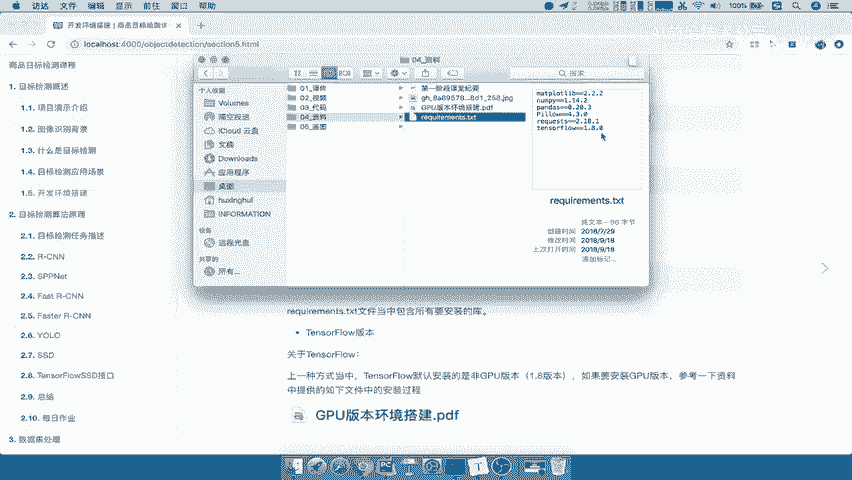 访达 文件 编辑 显示 前往 窗口 帮助
100%
开发环境搭建 | 商品目标检测课
localhost:4000/objectdetection/section5.html
商品目标检测课程
1. 目标检测概述
1.1. 项目演示介绍
1.2. 图像识别背景
1.3. 什么是目标检测
1.4. 目标检测应用场景
1.5. 开发环境搭建
2. 目标检测算法原理
2.1. 目标检测任务描述
2.2. R-CNN
2.3. SPPNet
2.4. Fast R-CNN
2.5. Faster R-CNN
2.6. YOLO
2.7. SSD
2.8. TensorFlowSSD接口
2.9. 总结
2.10. 每日作业
3. 数据集处理
04_资料
搜索
个人收藏
Volumes
隔空投送
iCloud 云盘
文稿
Downloads
应用程序
桌面
huxinghui
INFORMATION
设备
远程光盘
共享的
所有...
01_课件
02_视频
03_代码
04_资料
05_画图
第一阶段课发纪要
gh_8a69578...8d1_258.jpg
GPU版本环境搭建.pdf
requirements.txt
matplotlib==2.2.2
numpy==1.14.2
pandas==0.20.3
Pillow==4.3.0
requests==2.18.1
tensorflow==1.8.0
requirements.txt
纯文本 - 96 字节
创建时间 2018/7/29
修改时间 2018/9/18
上次打开时间 2018/9/18
添加标记...
requirements.txt文件当中包含所有要安装的库。
• TensorFlow版本
关于TensorFlow：
上一种方式当中，TensorFlow默认安装的是非GPU版本（1.8版本），如果要安装GPU版本，参考一下资料
中提供的如下文件中的安装过程
GPU版本环境搭建.pdf